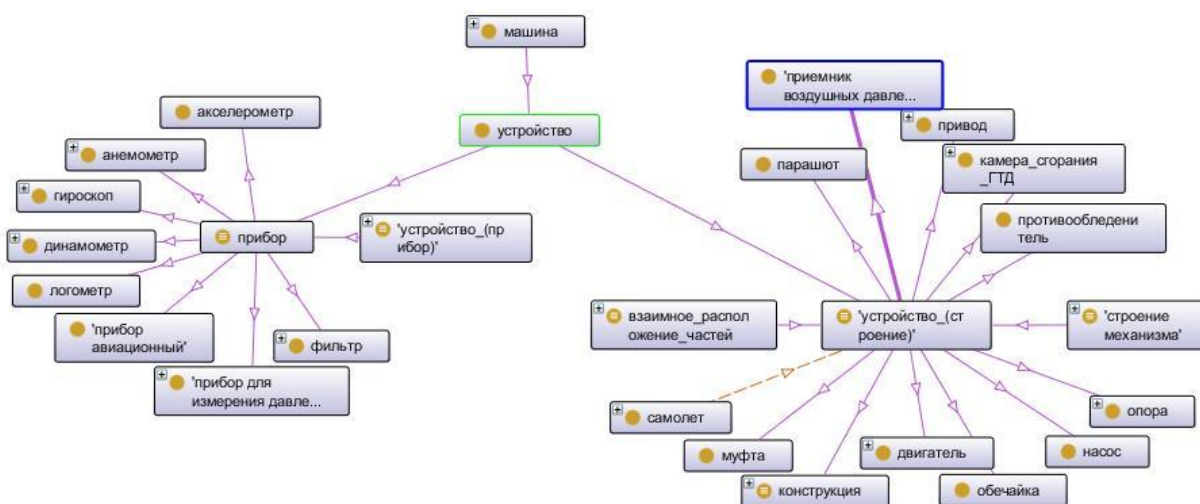 машина
устройство
акселерометр
анемометр
гироскоп
динамометр
логометр
прибор
'устройство_(пр
ибор)'
'прибор
авиационный'
фильтр
'прибор для
измерения давле...
'приемник
воздушных давле...
привод
парашют
камера_сгорания
_ГТД
противообледени
тель
взаимное_распол
ожение_частей
'устройство_(ст
роение)'
'строение
механизма'
самолет
опора
муфта
двигатель
насос
конструкция
обечайка